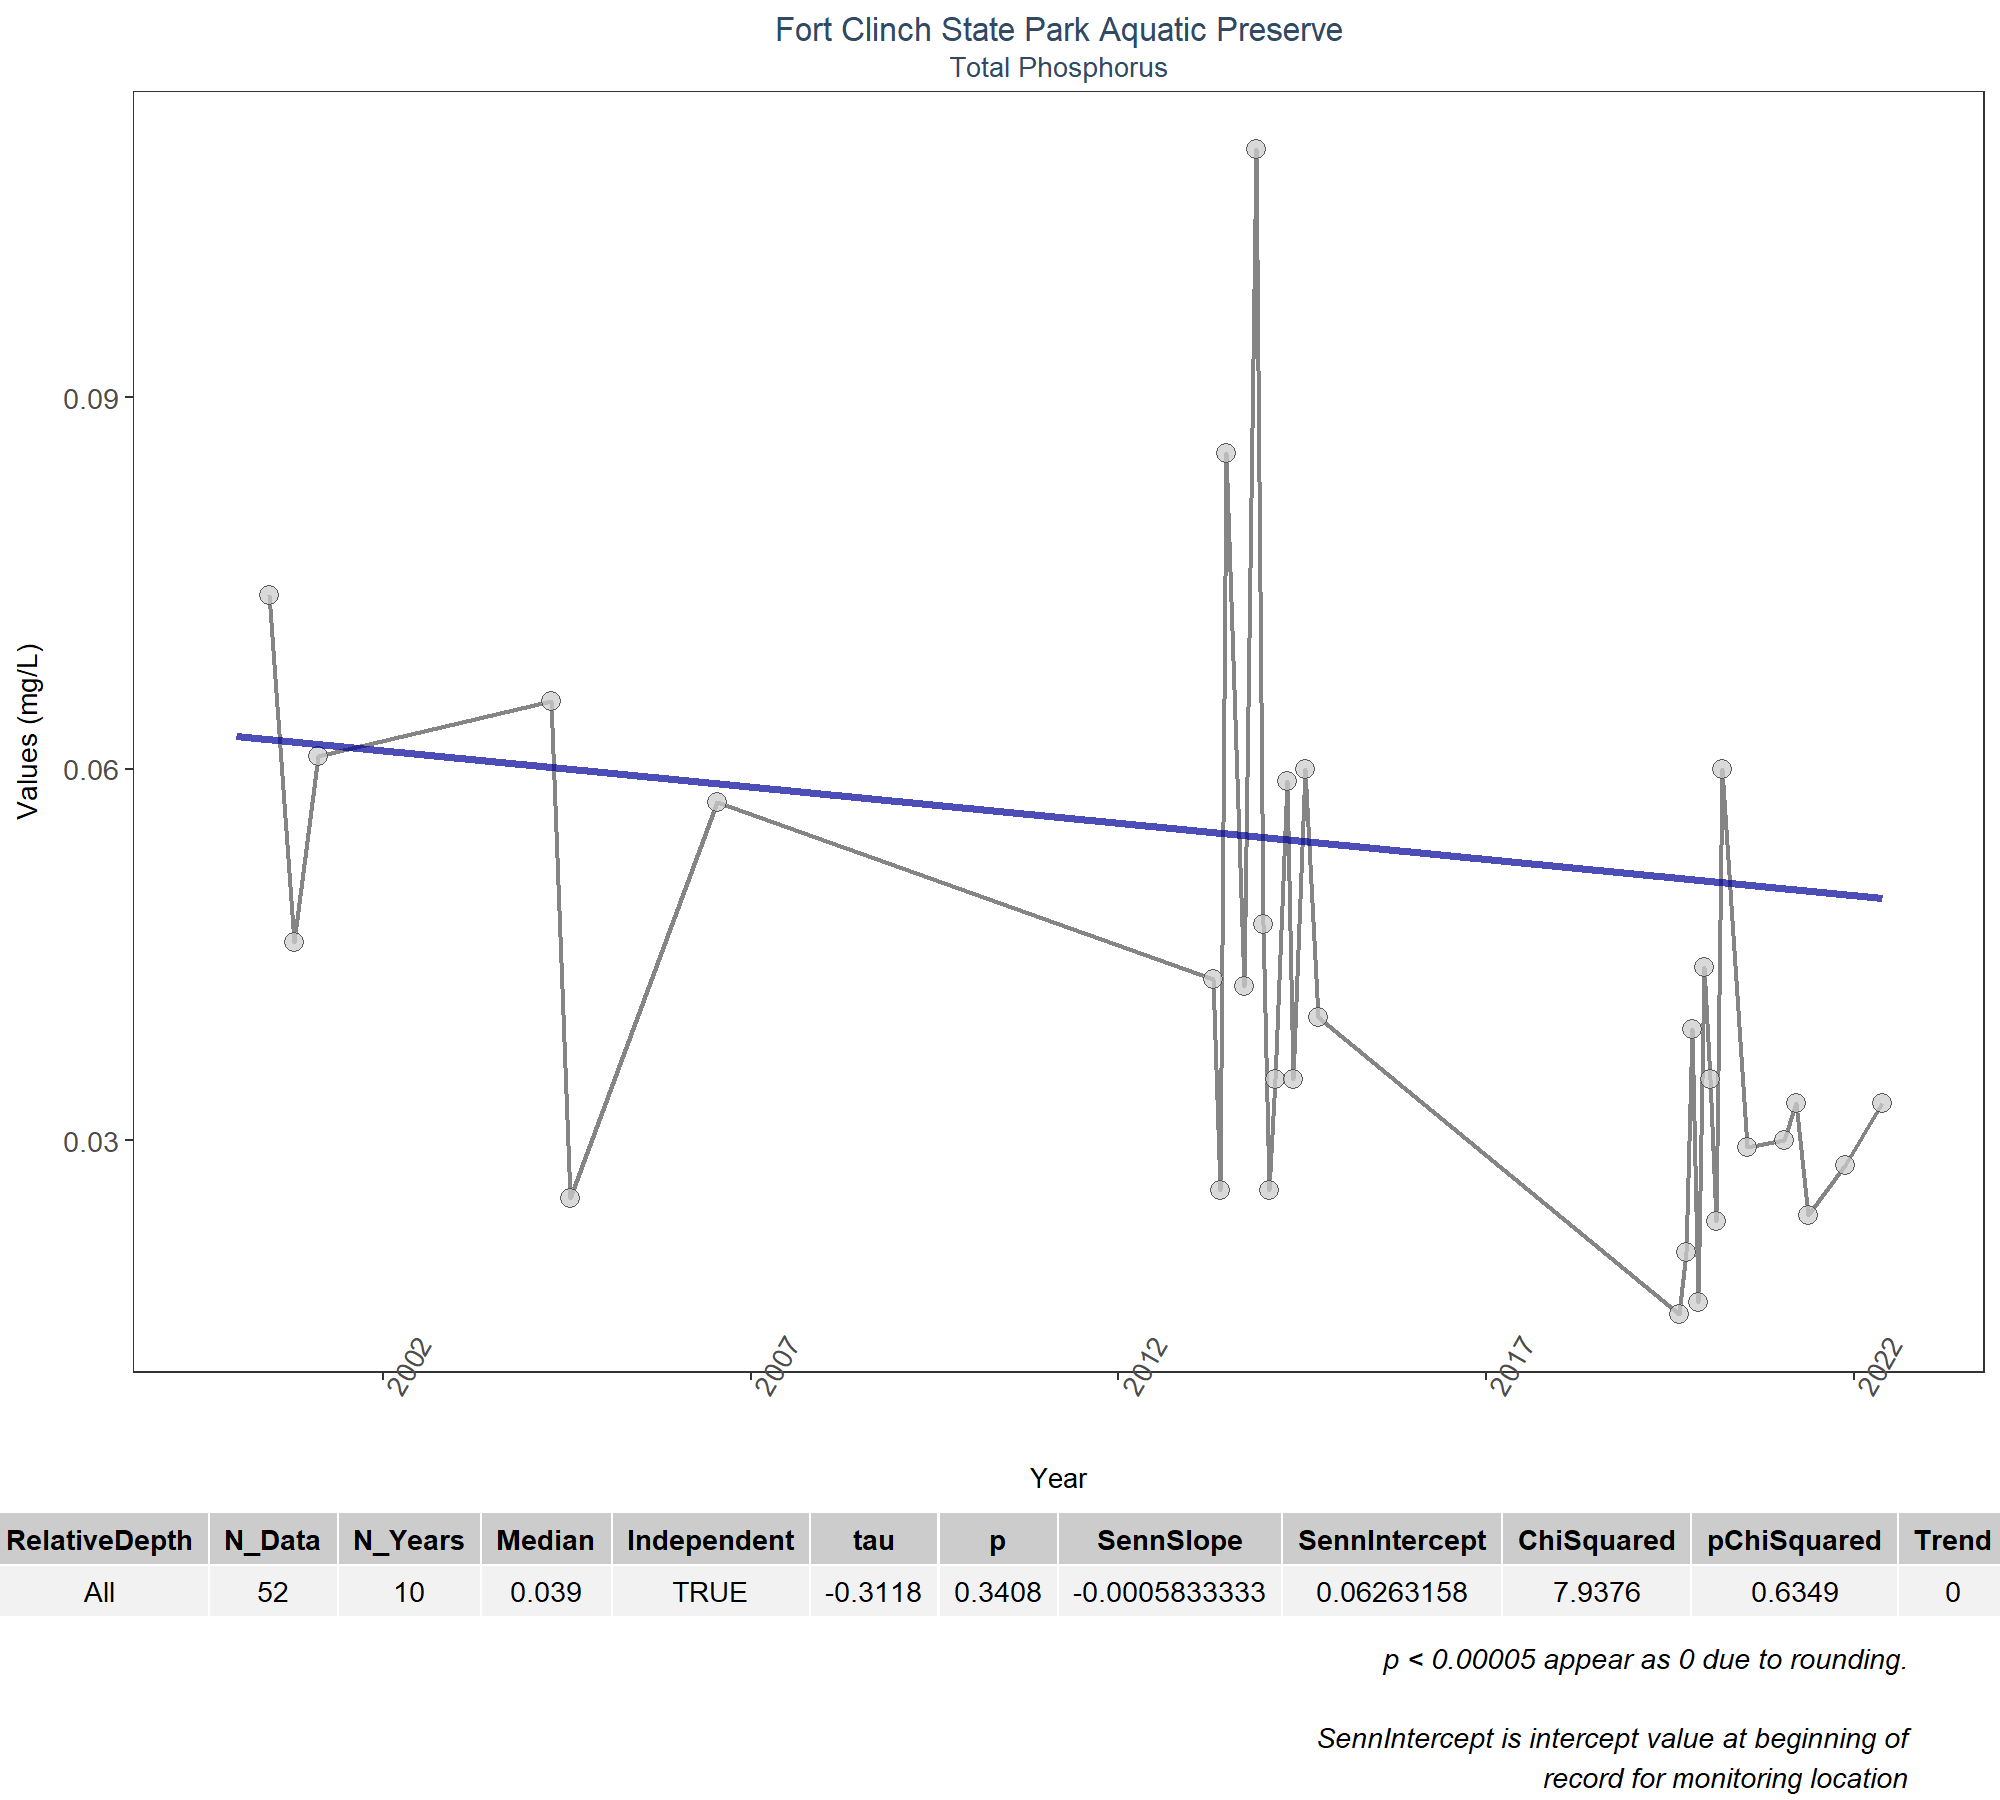 Fort Clinch State Park Aquatic Preserve
Total Phosphorus
Values (mg/L)
0.09
0.06
0.03
2002 2007 2012 2017 2022
Year
RelativeDepth N_Data N_Years Median Independent tau p SennSlope SennIntercept ChiSquared pChiSquared Trend
All 52 10 0.039 TRUE -0.3118 0.3408 -0.0005833333 0.06263158 7.9376 0.6349 0
p < 0.00005 appear as 0 due to rounding.
SennIntercept is intercept value at beginning of
record for monitoring location